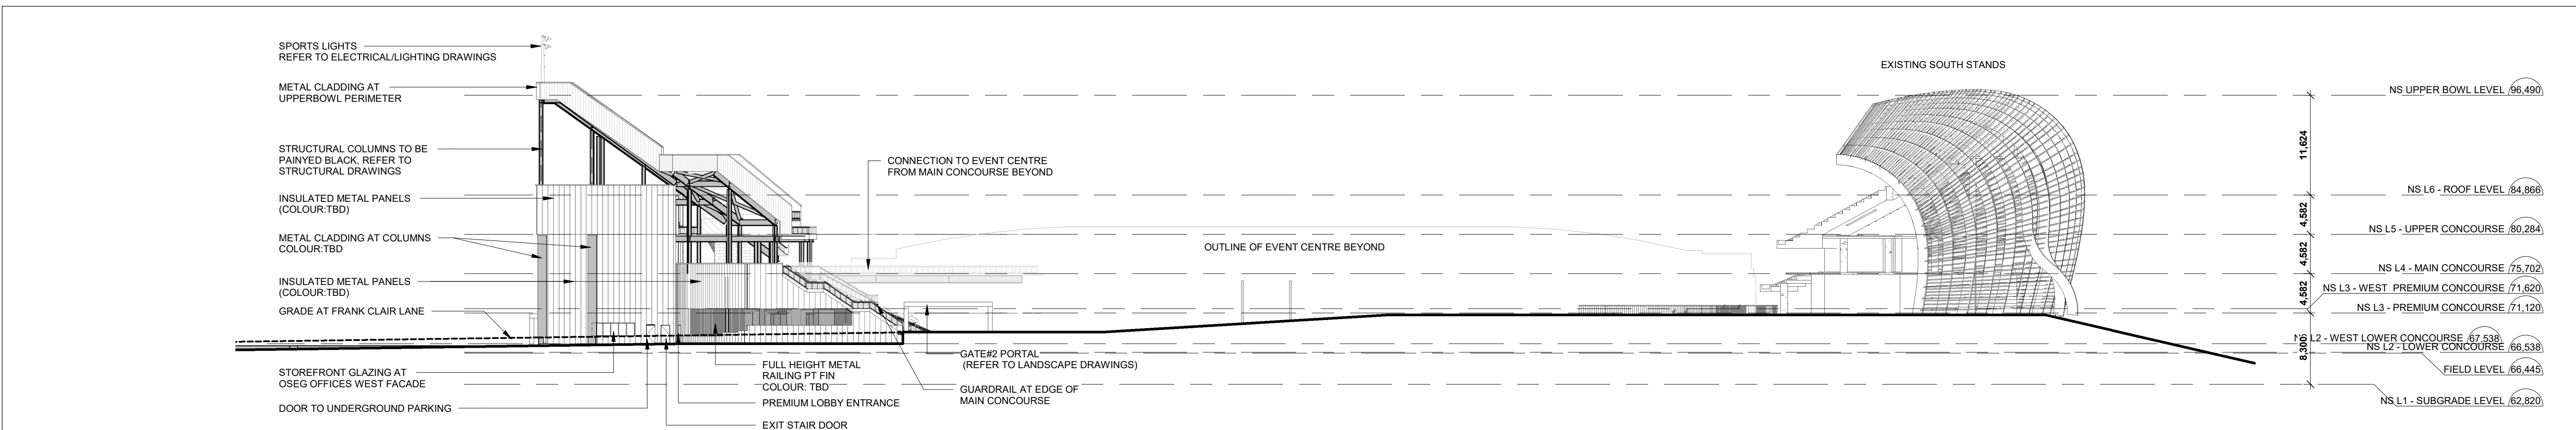 SPORTS LIGHTS
REFER TO ELECTRICAL/LIGHTING DRAWINGS
METAL CLADDING AT
UPPERBOWL PERIMETER
STRUCTURAL COLUMNS TO BE
PAINYED BLACK, REFER TO
STRUCTURAL DRAWINGS
INSULATED METAL PANELS
(COLOUR:TBD)
METAL CLADDING AT COLUMNS
COLOUR:TBD
INSULATED METAL PANELS
(COLOUR:TBD)
GRADE AT FRANK CLAIR LANE
STOREFRONT GLAZING AT
OSEG OFFICES WEST FACADE
DOOR TO UNDERGROUND PARKING
FULL HEIGHT METAL
RAILING PT FIN
COLOUR: TBD
PREMIUM LOBBY ENTRANCE
EXIT STAIR DOOR
CONNECTION TO EVENT CENTRE
FROM MAIN CONCOURSE BEYOND
GATE#2 PORTAL
(REFER TO LANDSCAPE DRAWINGS)
GUARDRAIL AT EDGE OF
MAIN CONCOURSE
OUTLINE OF EVENT CENTRE BEYOND
EXISTING SOUTH STANDS
11,624
4,582
4,582
4,582
8,300
NS UPPER BOWL LEVEL 96,490
NS L6 - ROOF LEVEL 84,866
NS L5 - UPPER CONCOURSE 80,284
NS L4 - MAIN CONCOURSE 75,702
NS L3 - WEST PREMIUM CONCOURSE 71,620
NS L3 - PREMIUM CONCOURSE 71,120
NS L2 - WEST LOWER CONCOURSE 67,538
NS L2 - LOWER CONCOURSE 66,538
FIELD LEVEL 66,445
NS L1 - SUBGRADE LEVEL 62,820